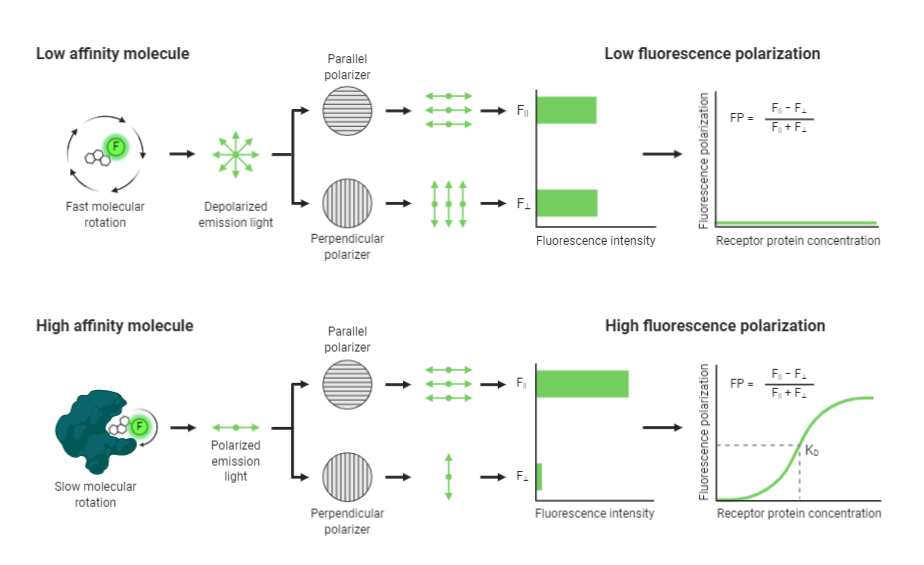 Low affinity molecule
Low fluorescence polarization
Parallel
polarizer
F
Fast molecular
rotation
Depolarized
emission light
Perpendicular
polarizer
F||
F⊥
Fluorescence intensity
Fluorescence polarization
FP = 
F|| – F⊥
F|| + F⊥
Receptor protein concentration
High affinity molecule
High fluorescence polarization
Parallel
polarizer
F
Slow molecular
rotation
Polarized
emission
light
Perpendicular
polarizer
F||
F⊥
Fluorescence intensity
Fluorescence polarization
FP =
F|| – F⊥
F|| + F⊥
KD
Receptor protein concentration